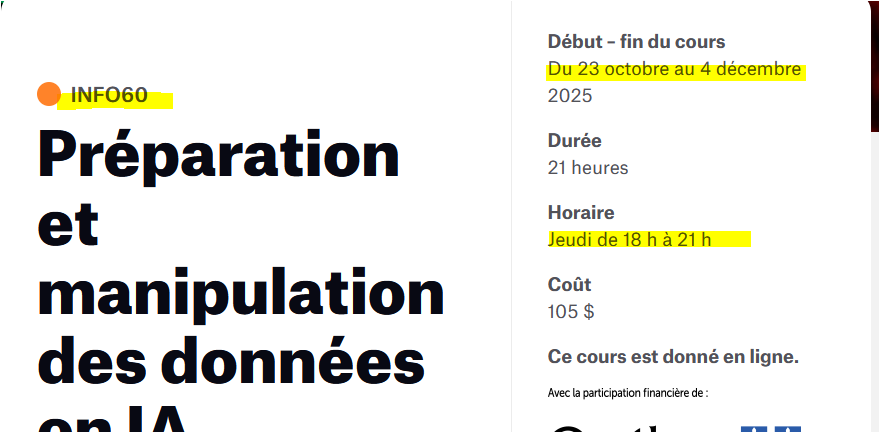 INFO60
Préparation
et
manipulation
des données
en IA
Début – fin du cours
Du 23 octobre au 4 décembre
2025
Durée
21 heures
Horaire
Jeudi de 18 h à 21 h
Coût
105 $
Ce cours est donné en ligne.
Avec la participation financière de :